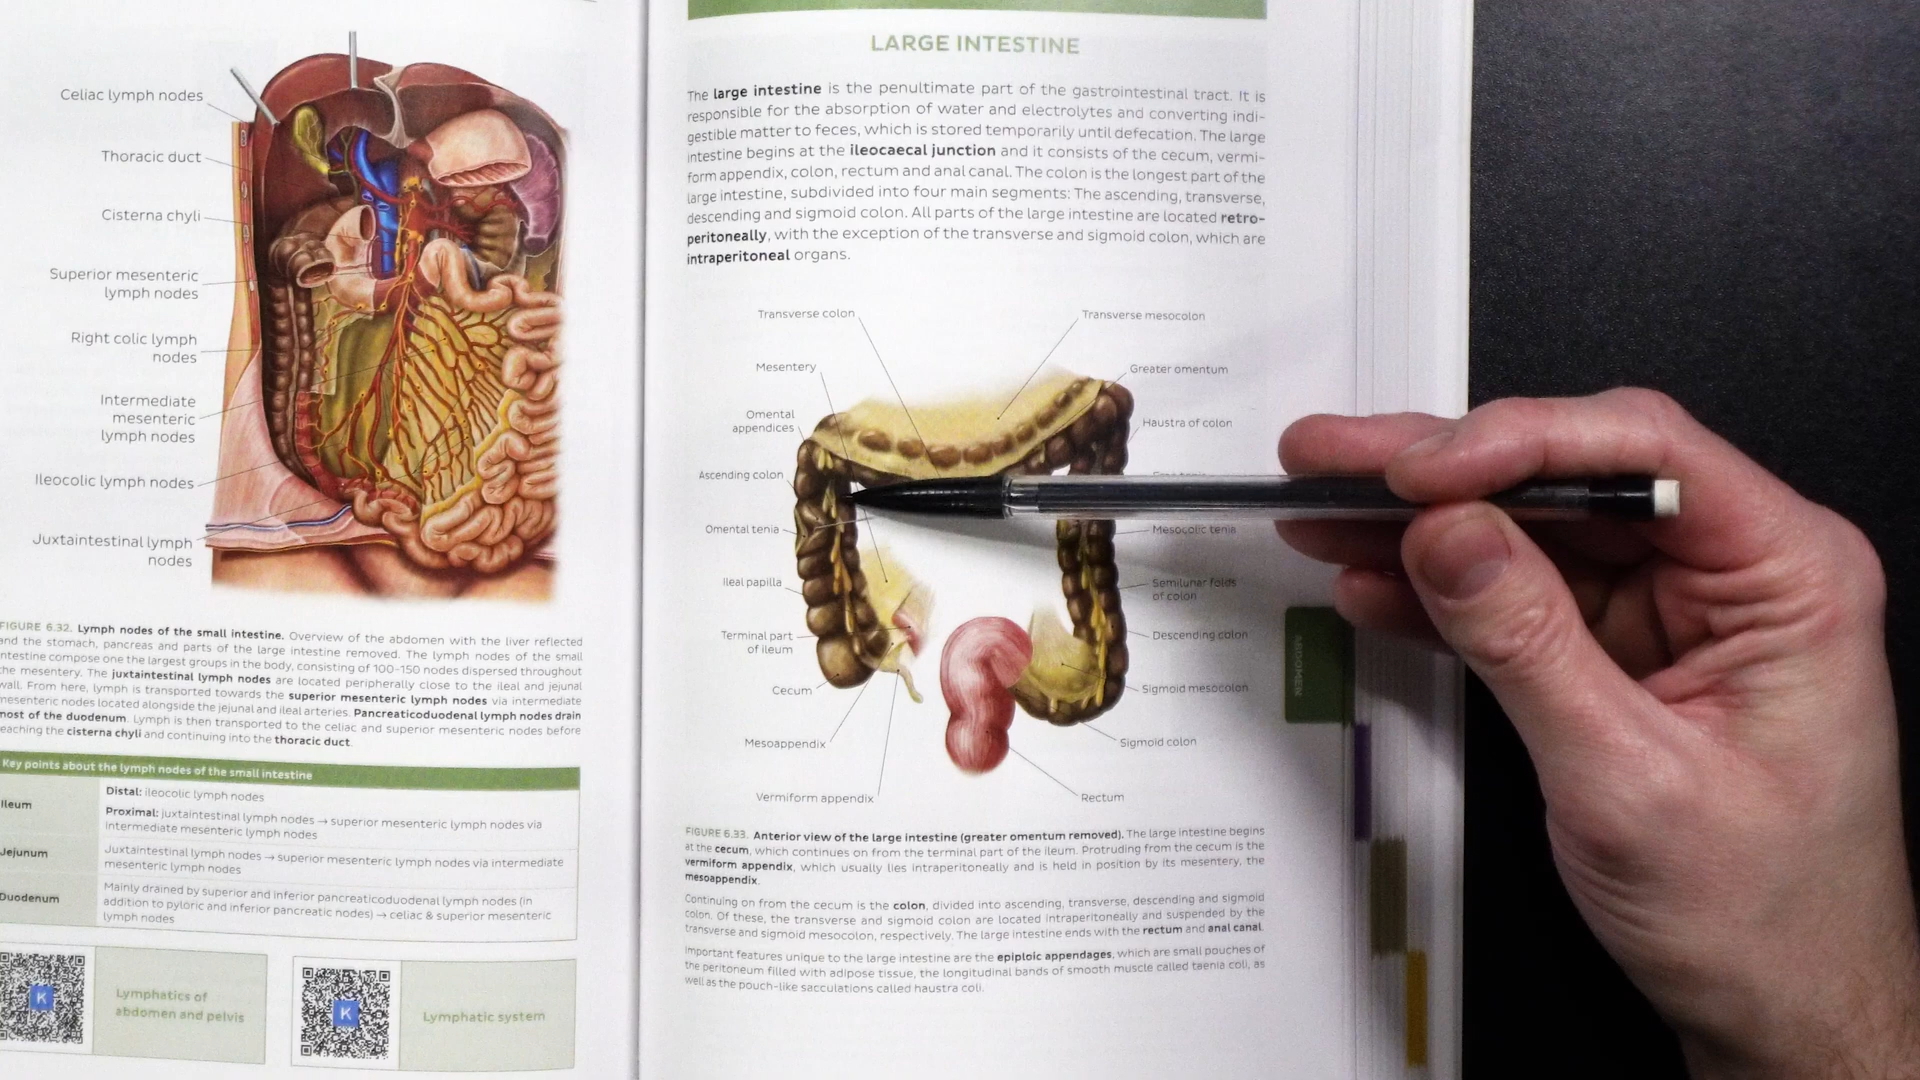 Celiac lymph nodes
Thoracic duct
Cisterna chyli
Superior mesenteric
lymph nodes
Right colic lymph
nodes
Intermediate
mesenteric
lymph nodes
Ileocolic lymph nodes
Juxtaintestinal lymph
nodes
FIGURE 6.32. Lymph nodes of the small intestine. Overview of the abdomen with the liver reflected
and the stomach, pancreas and parts of the large intestine removed. The lymph nodes of the small
intestine compose one the largest groups in the body, consisting of 100-150 nodes dispersed throughout
the mesentery. The juxtaintestinal lymph nodes are located peripherally close to the ileal and jejunal
wall. From here, lymph is transported towards the superior mesenteric lymph nodes via intermediate
mesenteric nodes located alongside the jejunal and ileal arteries. Pancreaticoduodenal lymph nodes drain
most of the duodenum. Lymph is then transported to the celiac and superior mesenteric nodes before
reaching the cisterna chyli and continuing into the thoracic duct.
Key points about the lymph nodes of the small intestine
Ileum
Distal: ileocolic lymph nodes
Proximal: juxtaintestinal lymph nodes → superior mesenteric lymph nodes via
intermediate mesenteric lymph nodes
Jejunum
Juxtaintestinal lymph nodes → superior mesenteric lymph nodes via intermediate
mesenteric lymph nodes
Duodenum
Mainly drained by superior and inferior pancreaticoduodenal lymph nodes (in
addition to pyloric and inferior pancreatic nodes) → celiac & superior mesenteric
lymph nodes
K
Lymphatics of
abdomen and pelvis
K
Lymphatic system
LARGE INTESTINE
The large intestine is the penultimate part of the gastrointestinal tract. It is
responsible for the absorption of water and electrolytes and converting indi-
gestible matter to feces, which is stored temporarily until defecation. The large
intestine begins at the ileocaecal junction and it consists of the cecum, vermi-
form appendix, colon, rectum and anal canal. The colon is the longest part of the
large intestine, subdivided into four main segments: The ascending, transverse,
descending and sigmoid colon. All parts of the large intestine are located retro-
peritoneally, with the exception of the transverse and sigmoid colon, which are
intraperitoneal organs.
Transverse colon
Mesentery
Omental
appendices
Ascending colon
Omental tenia
Ileal papilla
Terminal part
of ileum
Cecum
Mesoappendix
Vermiform appendix
Transverse mesocolon
Greater omentum
Haustra of colon
Mesocolic tenia
Semilunar folds
of colon
Descending colon
Sigmoid mesocolon
Sigmoid colon
Rectum
FIGURE 6.33. Anterior view of the large intestine (greater omentum removed). The large intestine begins
at the cecum, which continues on from the terminal part of the ileum. Protruding from the cecum is the
vermiform appendix, which usually lies intraperitoneally and is held in position by its mesentery, the
mesoappendix.
Continuing on from the cecum is the colon, divided into ascending, transverse, descending and sigmoid
colon. Of these, the transverse and sigmoid colon are located intraperitoneally and suspended by the
transverse and sigmoid mesocolon, respectively. The large intestine ends with the rectum and anal canal.
Important features unique to the large intestine are the epiploic appendages, which are small pouches of
the peritoneum filled with adipose tissue, the longitudinal bands of smooth muscle called taenia coli, as
well as the pouch-like sacculations called haustra coli.
ABDOMEN